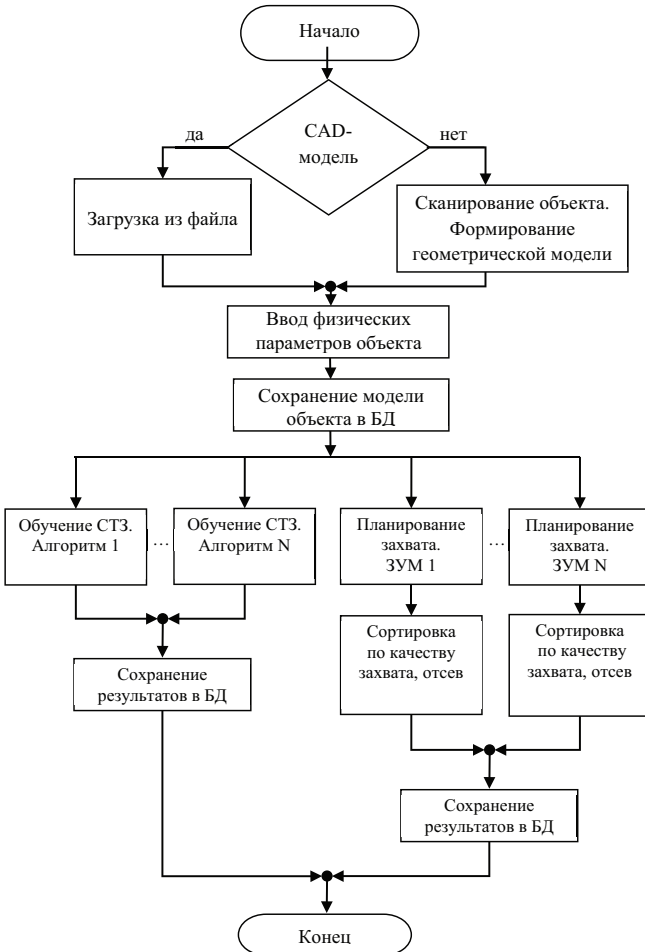 Начало
да
CAD-
модель
нет
Загрузка из файла
Сканирование объекта.
Формирование
геометрической модели
Ввод физических
параметров объекта
Сохранение модели
объекта в БД
Обучение СТЗ.
Алгоритм 1
...
Обучение СТЗ.
Алгоритм N
Планирование
захвата.
ЗУМ 1
...
Планирование
захвата.
ЗУМ N
Сортировка
по качеству
захвата, отсев
Сортировка
по качеству
захвата, отсев
Сохранение
результатов в БД
Сохранение
результатов в БД
Конец